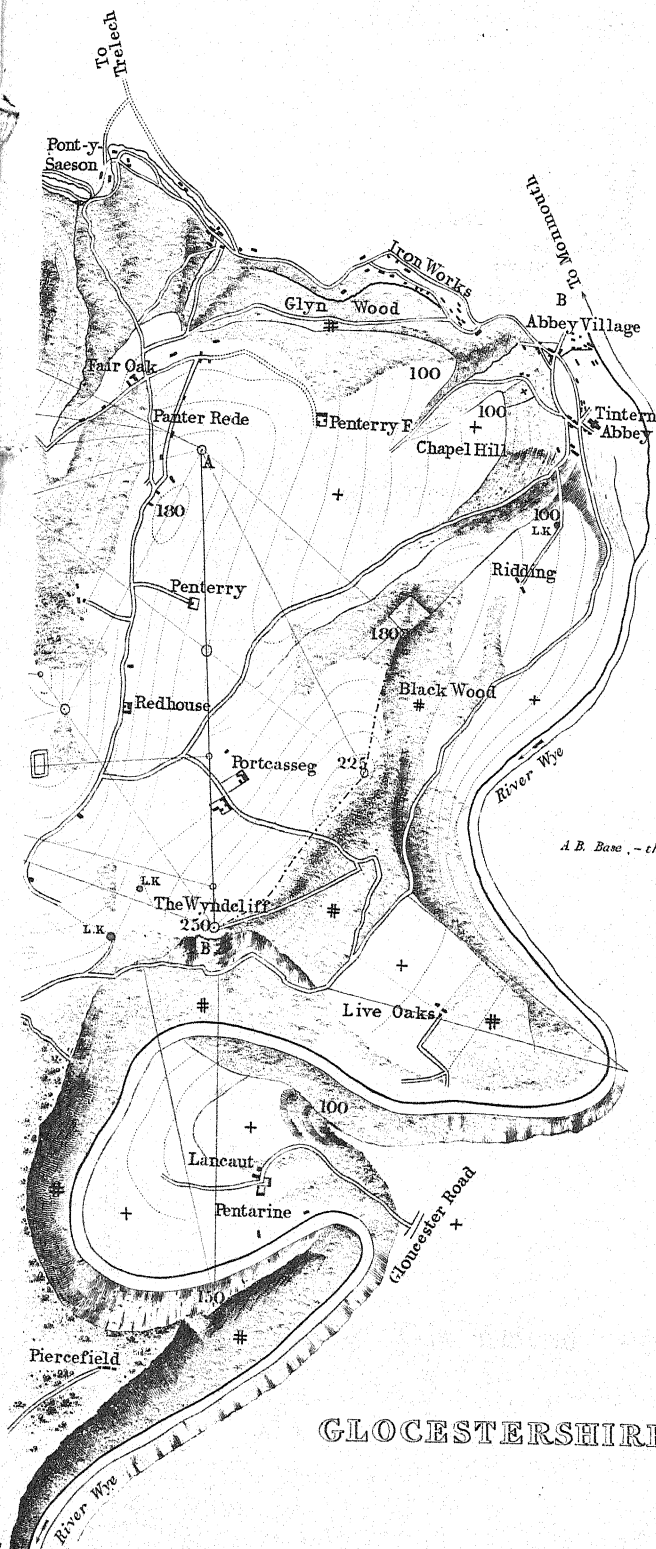 To
Trelech
Pont-y-
Saeson
Iron Works
To Monmouth
B
Abbey Village
Glyn Wood
Fair Oak
100
Panter Rede
Penterry F
100
Tintern
Abbey
Chapel Hill
A
180
100
L.K
Ridding
Penterry
180
Black Wood
Redhouse
225
Portcasseg
River Wye
A B. Base, – th
L.K
The Wyndcliff
250
L.K
B
Live Oaks
100
Lancaut
Pentarine
Gloucester Road
150
Piercefield
GLOCESTERSHIRE
River Wye